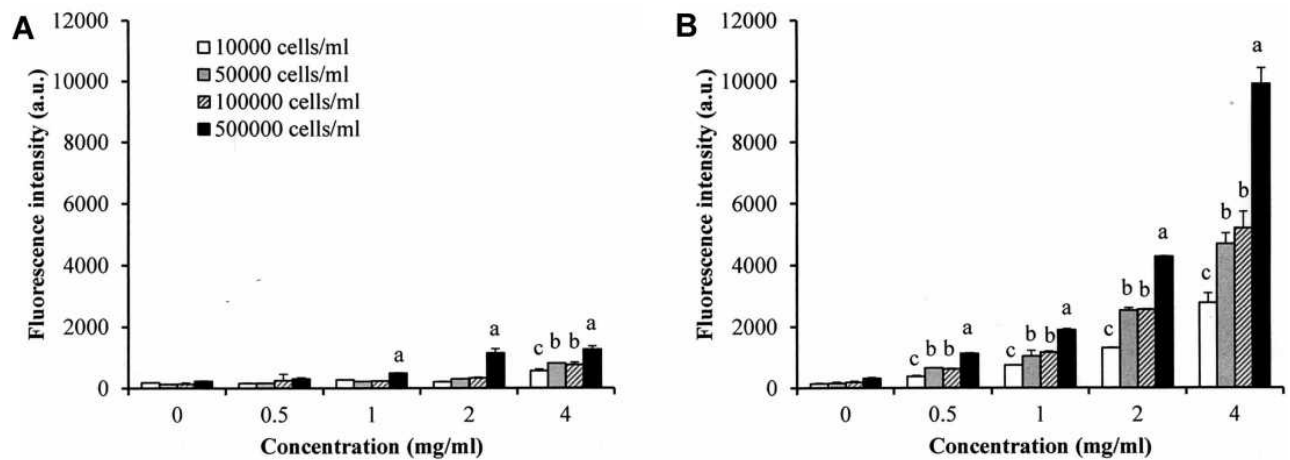 A
Fluorescence intensity (a.u.)
12000
10000
8000
6000
4000
2000
0
10000 cells/ml
50000 cells/ml
100000 cells/ml
500000 cells/ml
a
a
c b b a
0 0.5 1 2 4
Concentration (mg/ml)
B
Fluorescence intensity (a.u.)
12000
10000
8000
6000
4000
2000
0
c b b a
c b b a
c b b a
c b b a
0 0.5 1 2 4
Concentration (mg/ml)